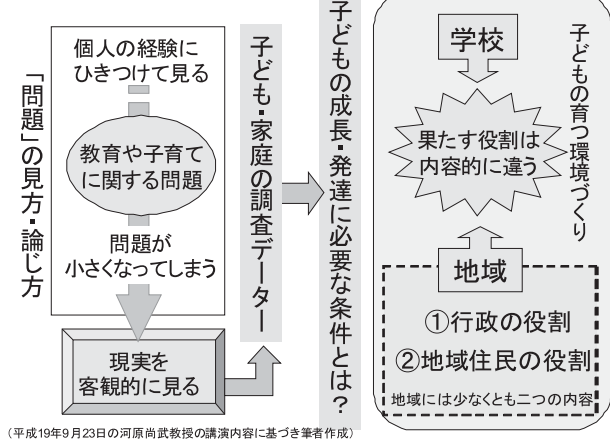 「問題」の見方・論じ方
個人の経験に
ひきつけて見る
教育や子育て
に関する問題
問題が
小さくなってしまう
現実を
客観的に見る
子ども・家庭の調査データー
子どもの成長・発達に必要な条件とは？
子どもの育つ環境づくり
学校
果たす役割は
内容的に違う
地域
①行政の役割
②地域住民の役割
地域には少なくとも二つの内容
（平成19年9月23日の河原尚武教授の講演内容に基づき筆者作成）